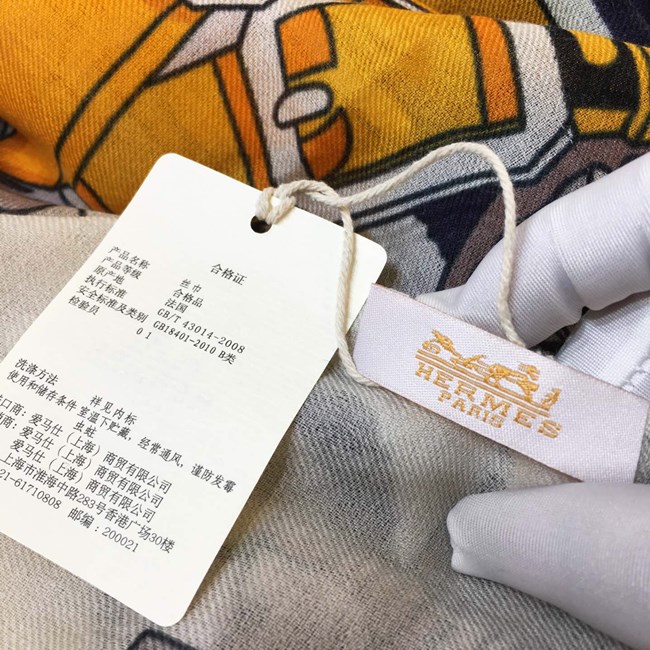 合格证
产品名称 丝巾
产品等级 合格品
原产地 法国
执行标准 GB/T 43014-2008
安全标准及类别 GB18401-2010 B类
检验员 01
洗涤方法 祥见内标
使用和储存条件 室温下贮藏，经常通风，谨防发霉
虫蛀
口商：爱马仕（上海）商贸有限公司
商：爱马仕（上海）商贸有限公司
爱马仕（上海）商贸有限公司
上海市淮海中路283号香港广场30楼
21-61710808 邮编：200021
HERMES
PARIS